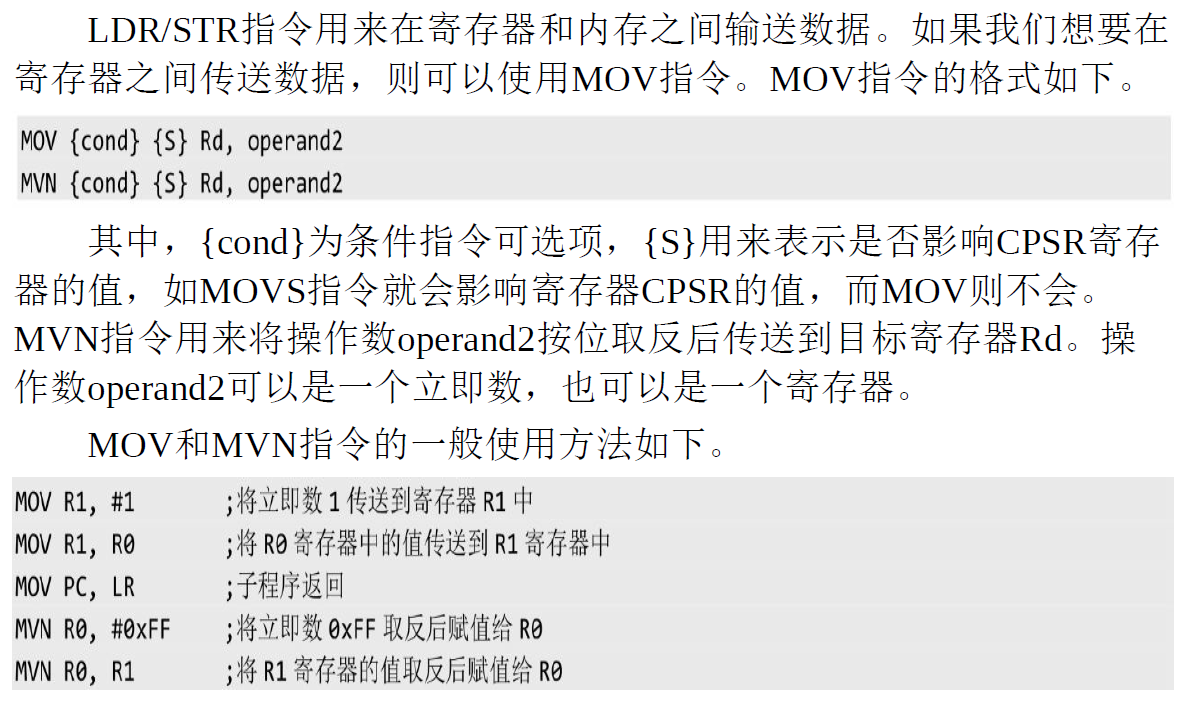 LDR/STR指令用来在寄存器和内存之间输送数据。如果我们想要在
寄存器之间传送数据，则可以使用MOV指令。MOV指令的格式如下。
MOV {cond} {S} Rd, operand2
MVN {cond} {S} Rd, operand2
其中，{cond}为条件指令可选项，{S}用来表示是否影响CPSR寄存
器的值，如MOVS指令就会影响寄存器CPSR的值，而MOV则不会。
MVN指令用来将操作数operand2按位取反后传送到目标寄存器Rd。操
作数operand2可以是一个立即数，也可以是一个寄存器。
MOV和MVN指令的一般使用方法如下。
MOV R1, #1 ;将立即数 1 传送到寄存器 R1 中
MOV R1, R0 ;将 R0 寄存器中的值传送到 R1 寄存器中
MOV PC, LR ;子程序返回
MVN R0, #0xFF ;将立即数 0xFF 取反后赋值给 R0
MVN R0, R1 ;将 R1 寄存器的值取反后赋值给 R0